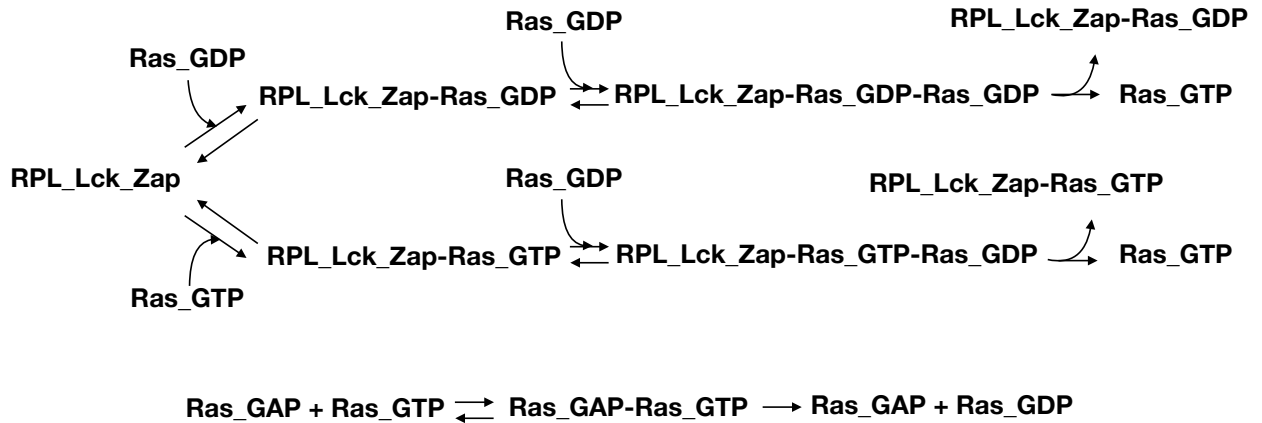 Ras_GDP
RPL_Lck_Zap-Ras_GDP
Ras_GDP
RPL_Lck_Zap-Ras_GDP
RPL_Lck_Zap-Ras_GDP-Ras_GDP
Ras_GTP
RPL_Lck_Zap
Ras_GDP
RPL_Lck_Zap-Ras_GTP
RPL_Lck_Zap-Ras_GTP
RPL_Lck_Zap-Ras_GTP-Ras_GDP
Ras_GTP
Ras_GTP
Ras_GAP + Ras_GTP Ras_GAP-Ras_GTP Ras_GAP + Ras_GDP